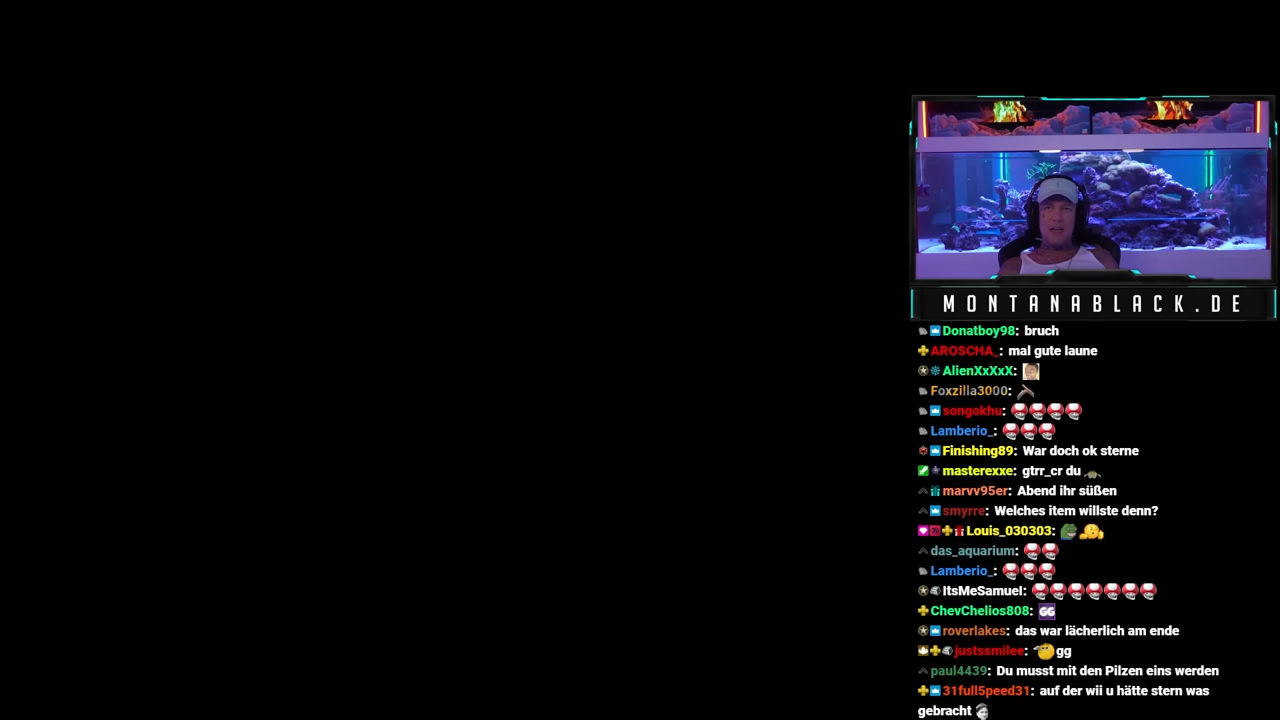 MONTANABLACK.DE
Donatboy98: bruch
AROSCHA_: mal gute laune
AlienXxXxX:
Foxzilla3000:
songokhu:
Lamberio_:
Finishing89: War doch ok sterne
masterexxe: gtrr_cr du
marvv95er: Abend ihr süßen
smyrre: Welches item willste denn?
Louis_030303:
das_aquarium:
Lamberio_:
ItsMeSamuel:
ChevChelios808: GG
roverlakes: das war lächerlich am ende
justssmilee: gg
paul4439: Du musst mit den Pilzen eins werden
31full5peed31: auf der wii u hätte stern was
gebracht